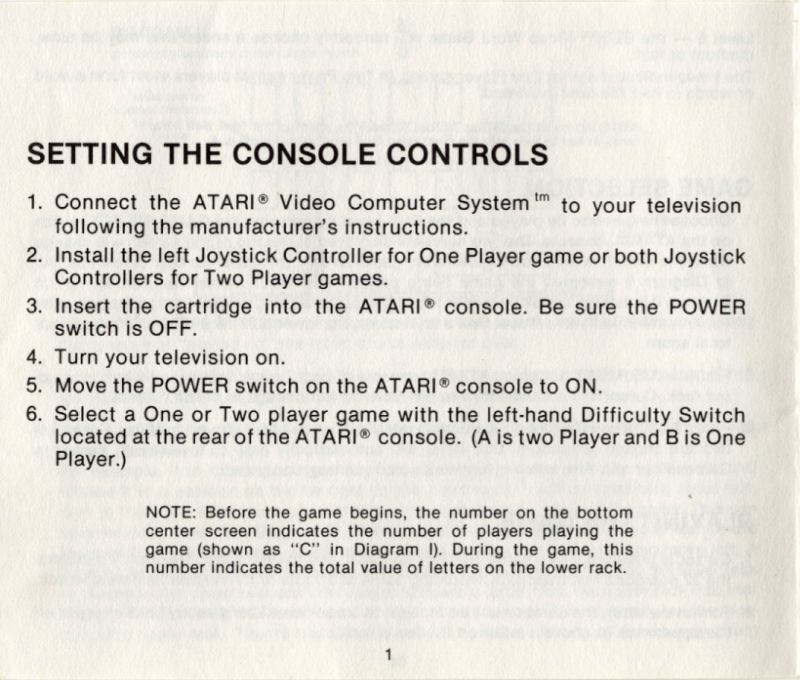 SETTING THE CONSOLE CONTROLS
1. Connect the ATARI® Video Computer System tm to your television
following the manufacturer's instructions.
2. Install the left Joystick Controller for One Player game or both Joystick
Controllers for Two Player games.
3. Insert the cartridge into the ATARI® console. Be sure the POWER
switch is OFF.
4. Turn your television on.
5. Move the POWER switch on the ATARI® console to ON.
6. Select a One or Two player game with the left-hand Difficulty Switch
located at the rear of the ATARI® console. (A is two Player and B is One
Player.)
NOTE: Before the game begins, the number on the bottom
center screen indicates the number of players playing the
game (shown as "C" in Diagram I). During the game, this
number indicates the total value of letters on the lower rack.
1